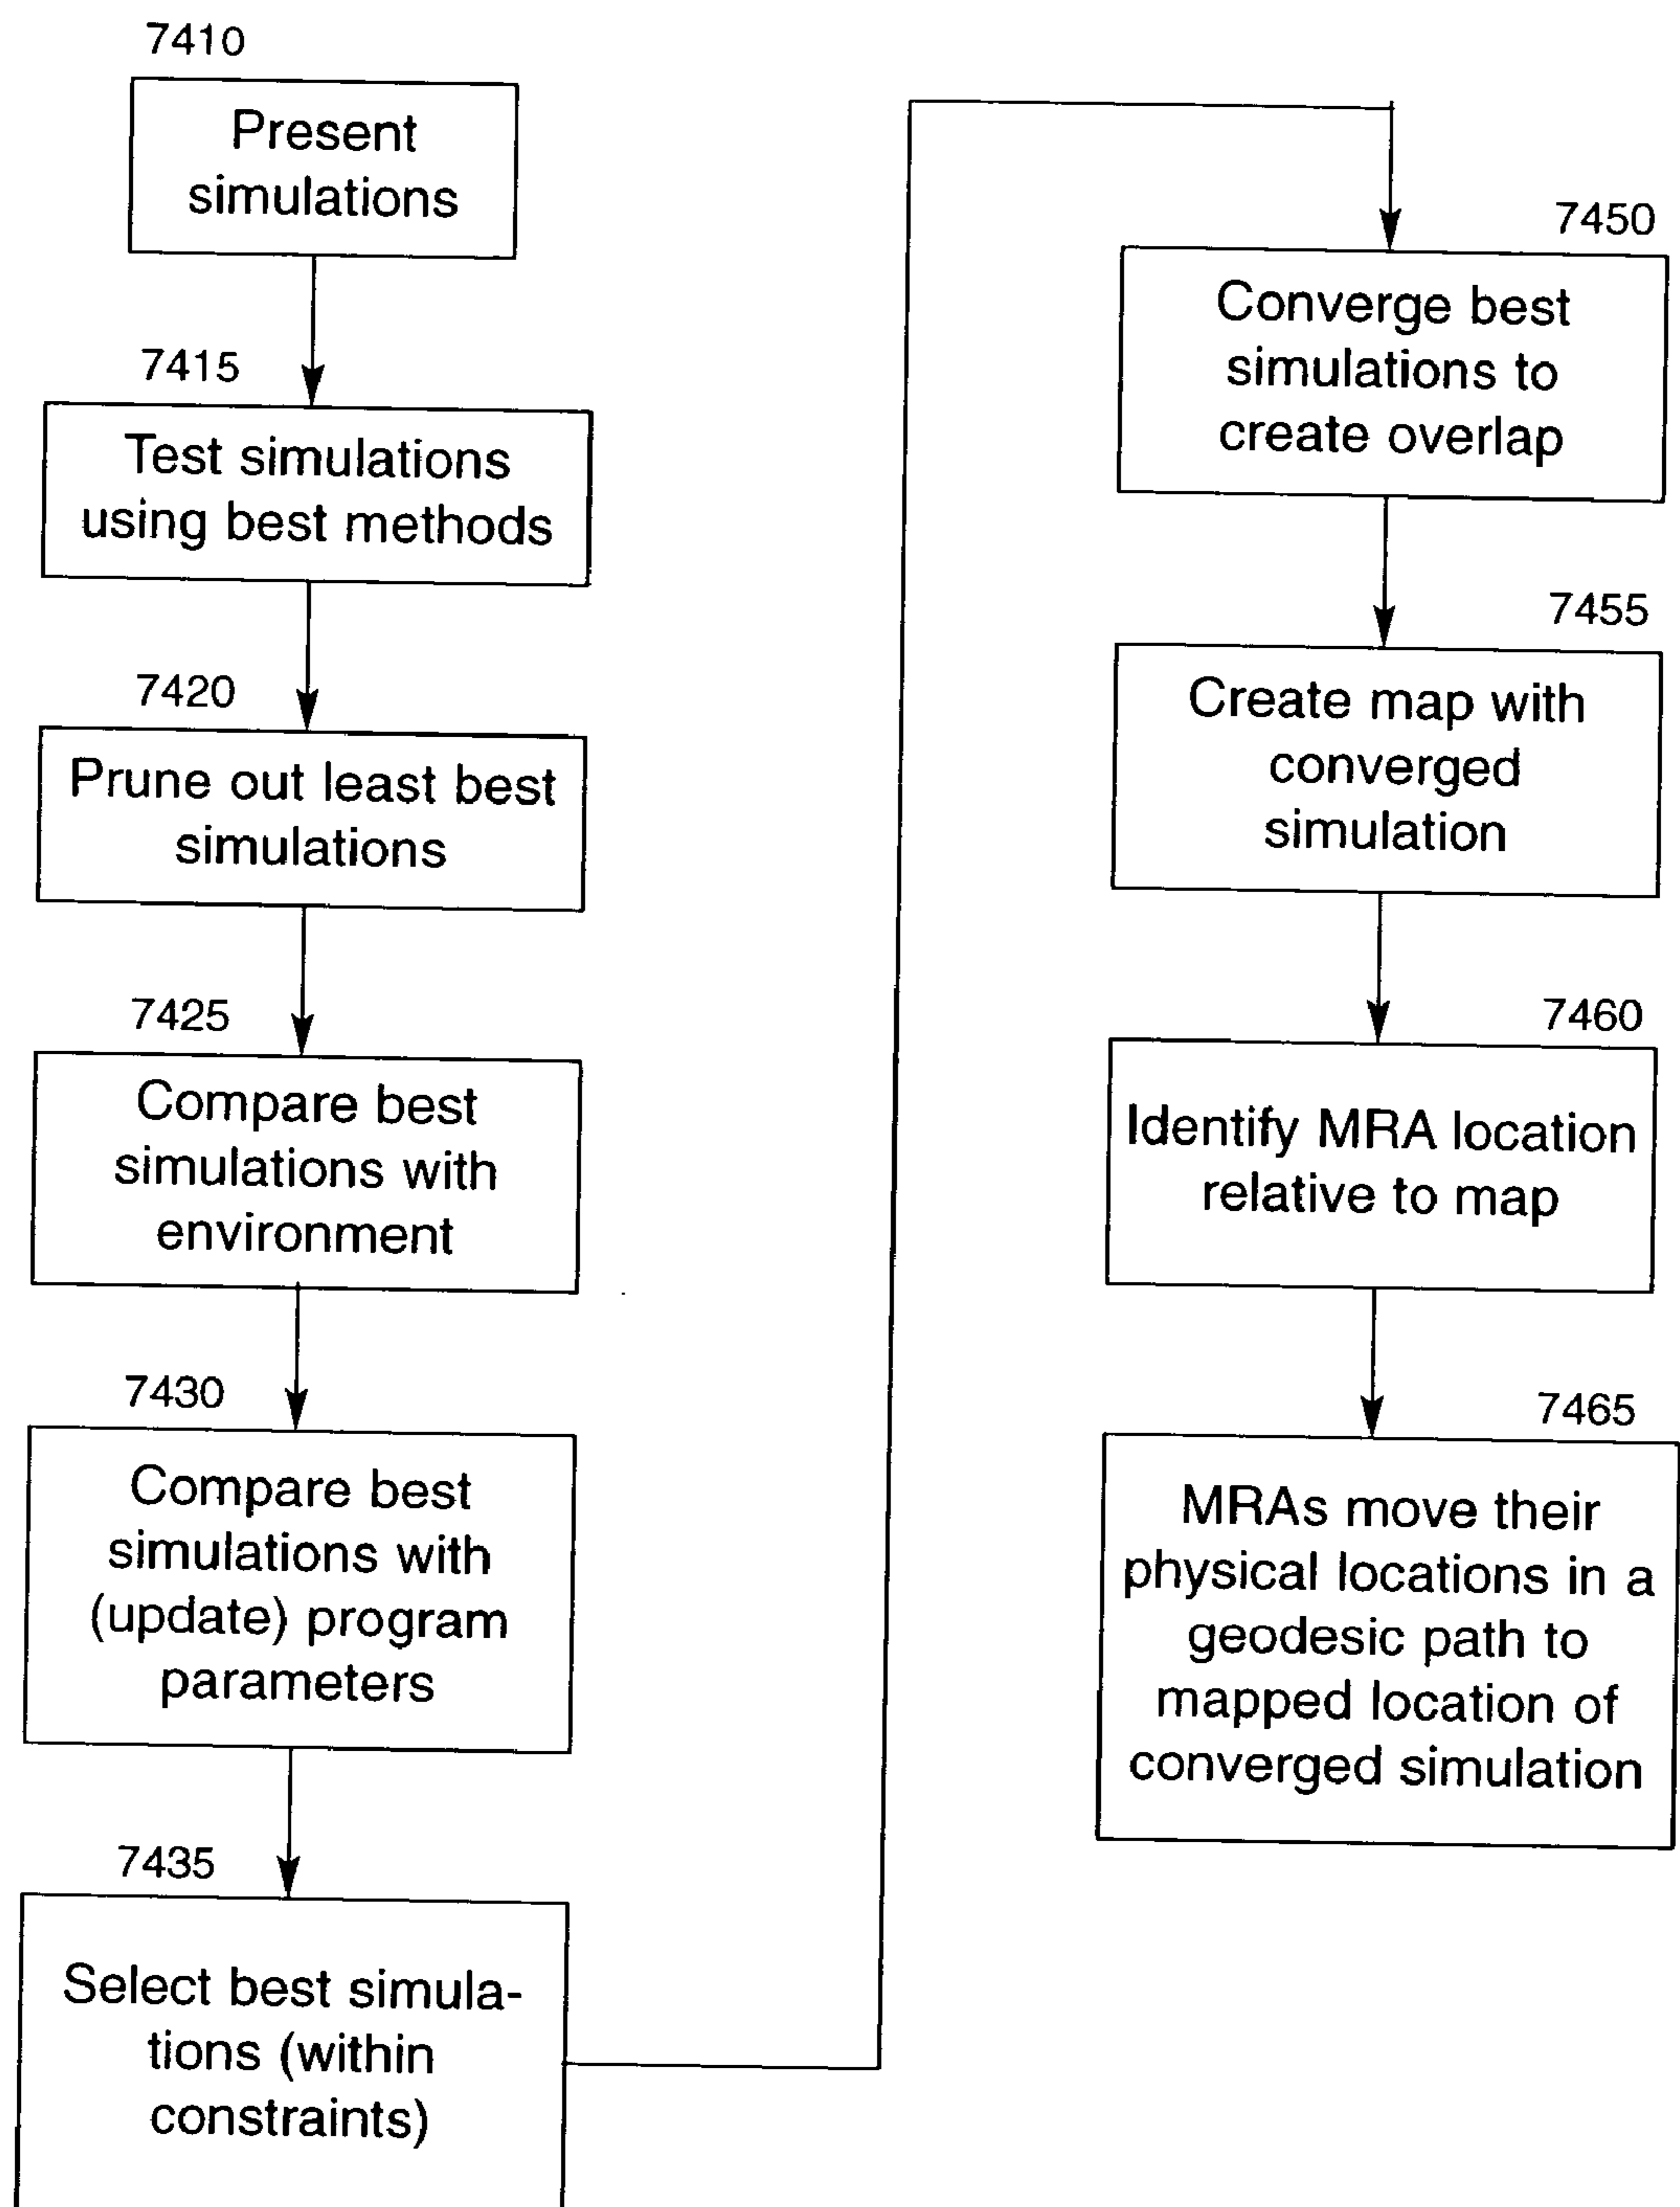 7410
Present
simulations
7415
Test simulations
using best methods
7420
Prune out least best
simulations
7425
Compare best
simulations with
environment
7430
Compare best
simulations with
(update) program
parameters
7435
Select best simula-
tions (within
constraints)
7450
Converge best
simulations to
create overlap
7455
Create map with
converged
simulation
7460
Identify MRA location
relative to map
7465
MRAs move their
physical locations in a
geodesic path to
mapped location of
converged simulation